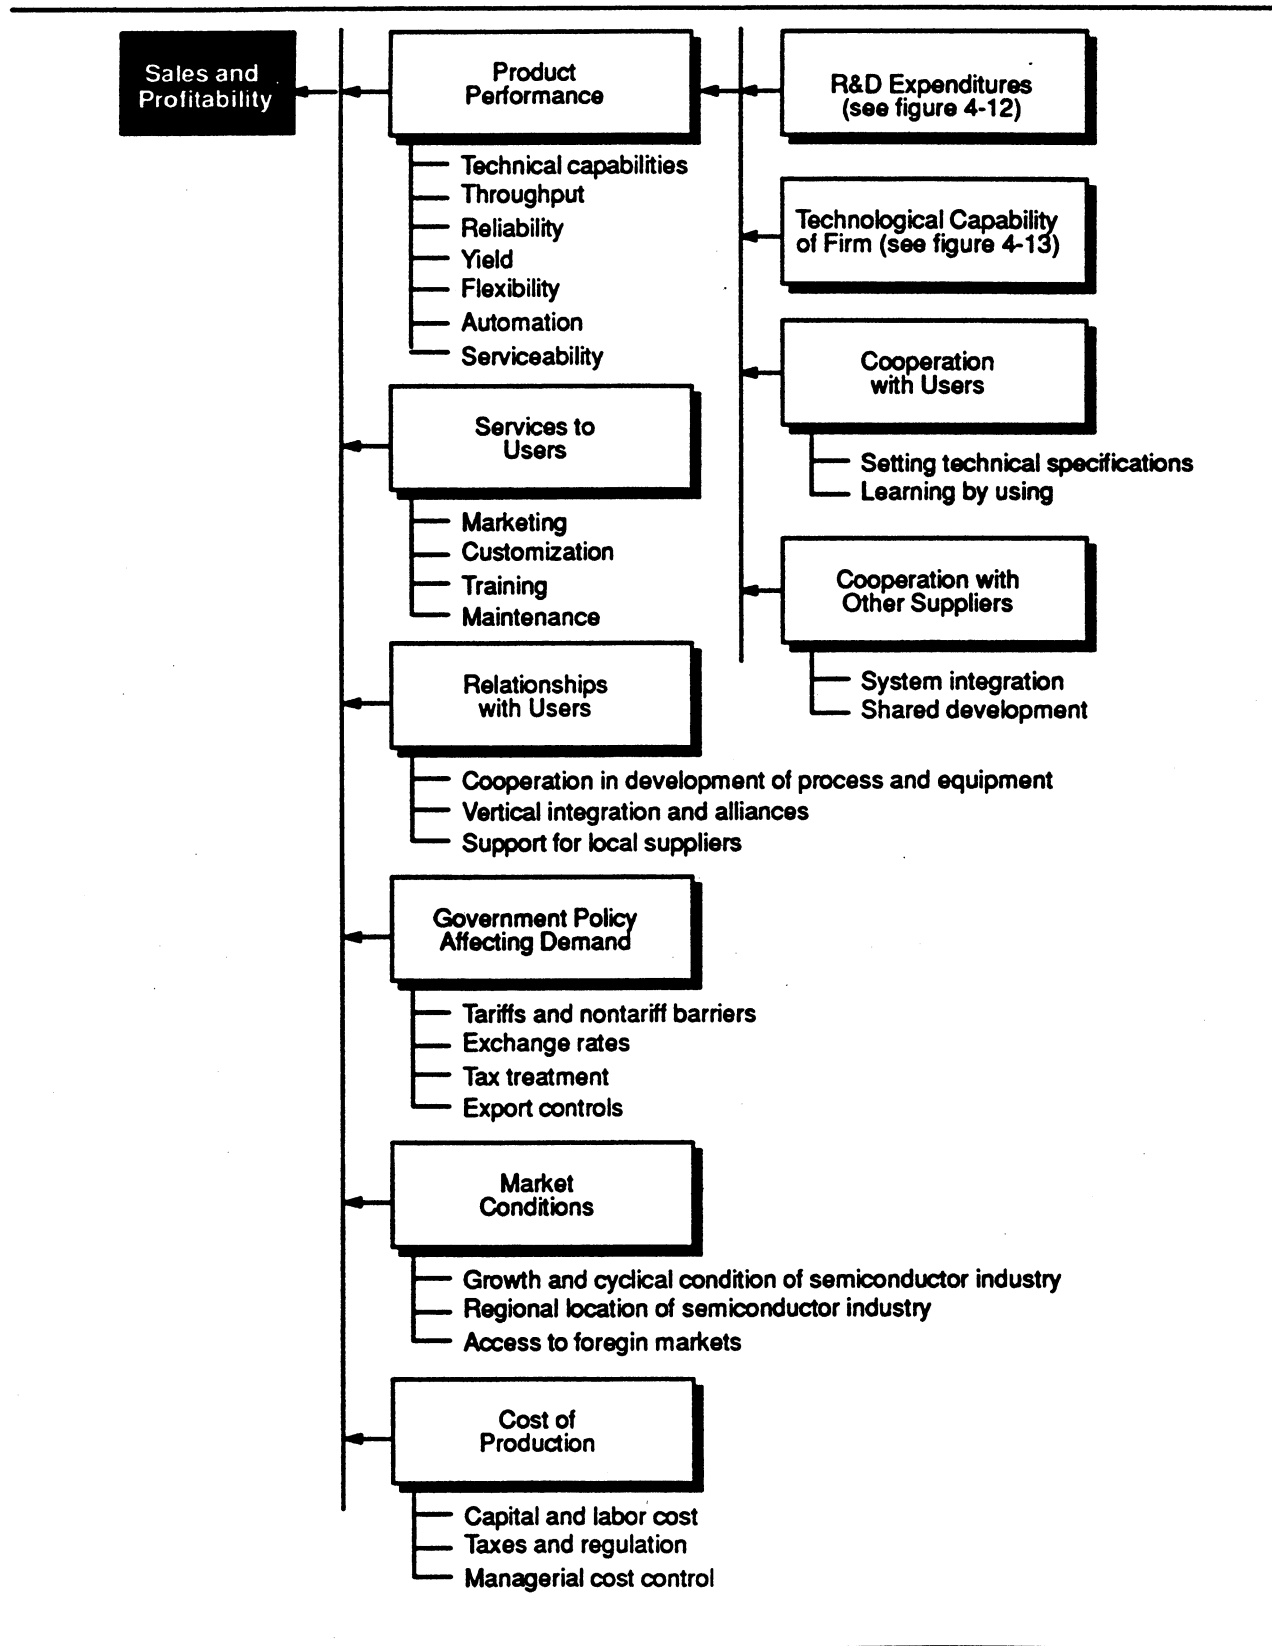 Sales and
Profitability
Product
Performance
Technical capabilities
Throughput
Reliability
Yield
Flexibility
Automation
Serviceability
Services to
Users
Marketing
Customization
Training
Maintenance
Relationships
with Users
Cooperation in development of process and equipment
Vertical integration and alliances
Support for local suppliers
Government Policy
Affecting Demand
Tariffs and nontariff barriers
Exchange rates
Tax treatment
Export controls
Market
Conditions
Growth and cyclical condition of semiconductor industry
Regional location of semiconductor industry
Access to foregin markets
Cost of
Production
Capital and labor cost
Taxes and regulation
Managerial cost control
R&D Expenditures
(see figure 4-12)
Technological Capability
of Firm (see figure 4-13)
Cooperation
with Users
Setting technical specifications
Learning by using
Cooperation with
Other Suppliers
System integration
Shared development